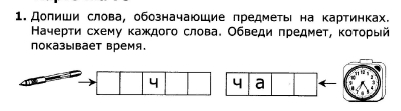 1. Допиши слова, обозначающие предметы на картинках.
Начерти схему каждого слова. Обведи предмет, который
показывает время.
ч ч а